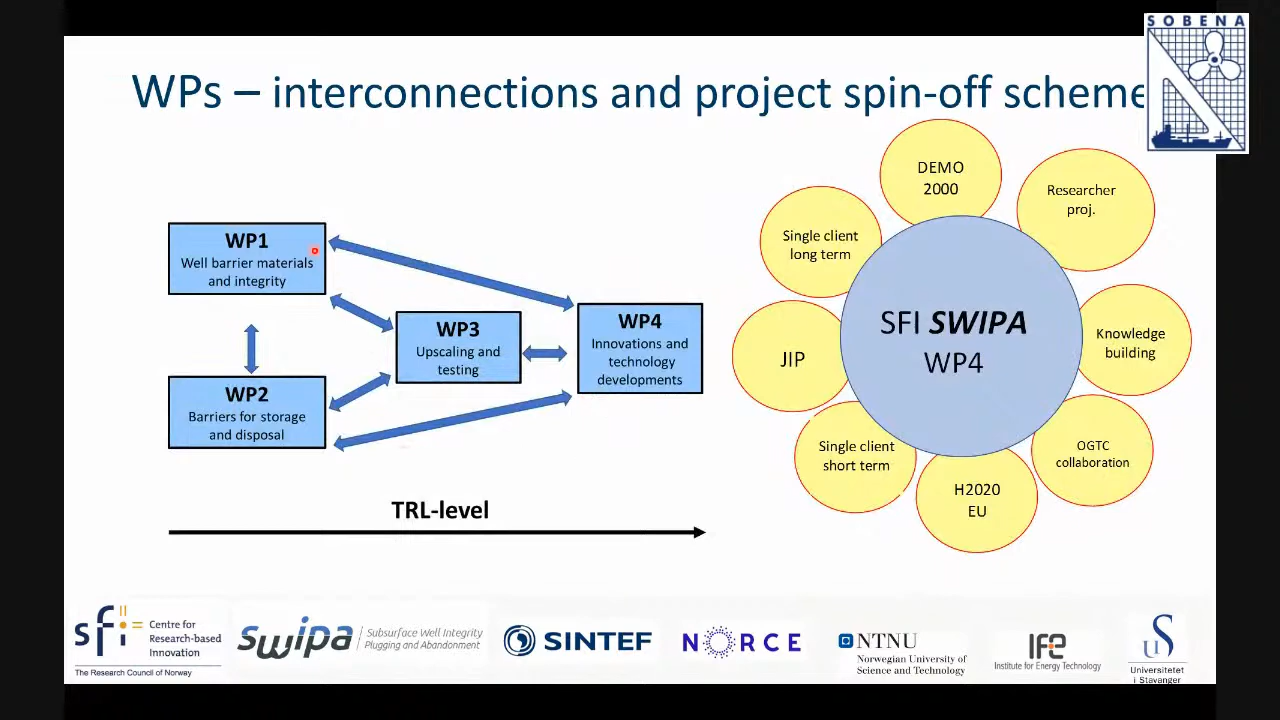 SOBENA
WPs – interconnections and project spin-off scheme
WP1
Well barrier materials
and integrity
WP2
Barriers for storage
and disposal
WP3
Upscaling and
testing
WP4
Innovations and
technology
developments
TRL-level
DEMO
2000
Researcher
proj.
Single client
long term
SFI SWIPA
WP4
Knowledge
building
JIP
Single client
short term
OGTC
collaboration
H2020
EU
sfi
Centre for
Research-based
Innovation
The Research Council of Norway
swipa
Subsurface Well Integrity
Plugging and Abandonment
SINTEF
NORCE
NTNU
Norwegian University of
Science and Technology
IFE
Institute for Energy Technology
uS
Universitetet
i Stavanger